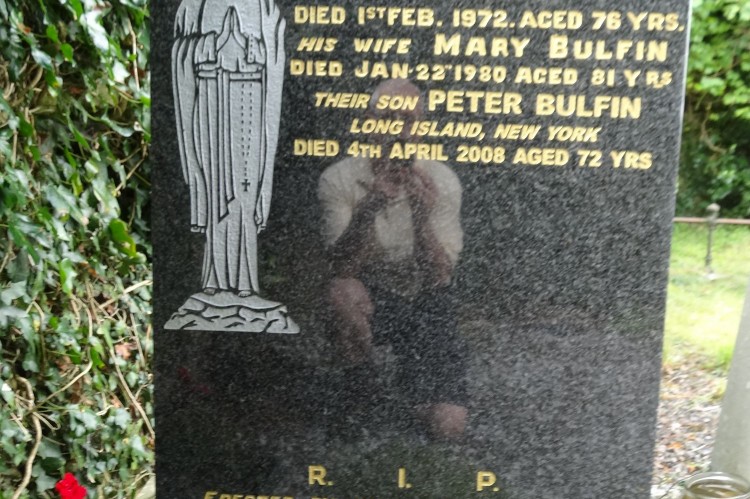 DIED 1ST FEB. 1972. AGED 76 YRS.
HIS WIFE MARY BULFIN
DIED JAN. 22ND 1980 AGED 81 YRS
THEIR SON PETER BULFIN
LONG ISLAND, NEW YORK
DIED 4TH APRIL 2008 AGED 72 YRS
R. I. P.
ERECTED